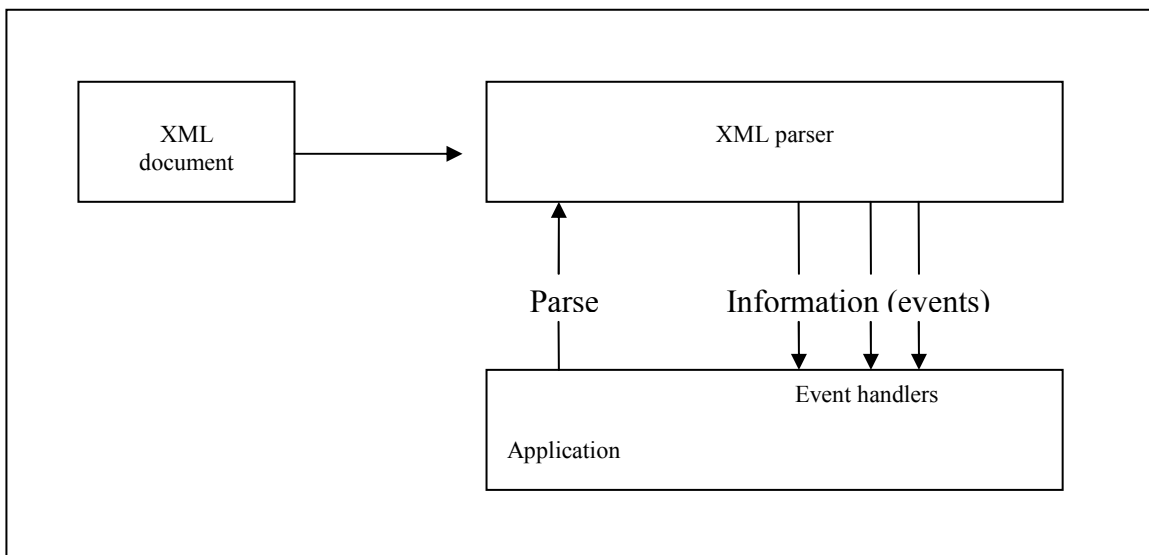 XML
document
XML parser
Parse
Information (events)
Event handlers
Application